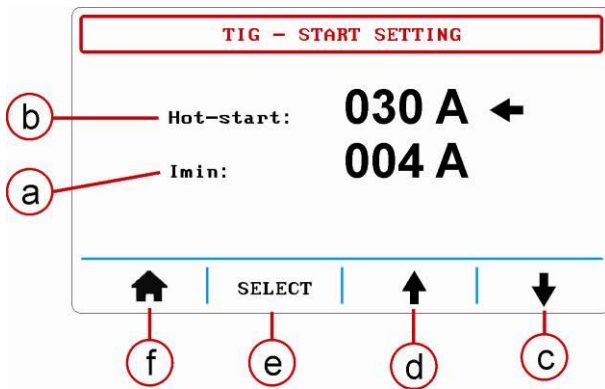 TIG - START SETTING
b
Hot-start: 030 A
a
Imin: 004 A
SELECT
f
e
d
c